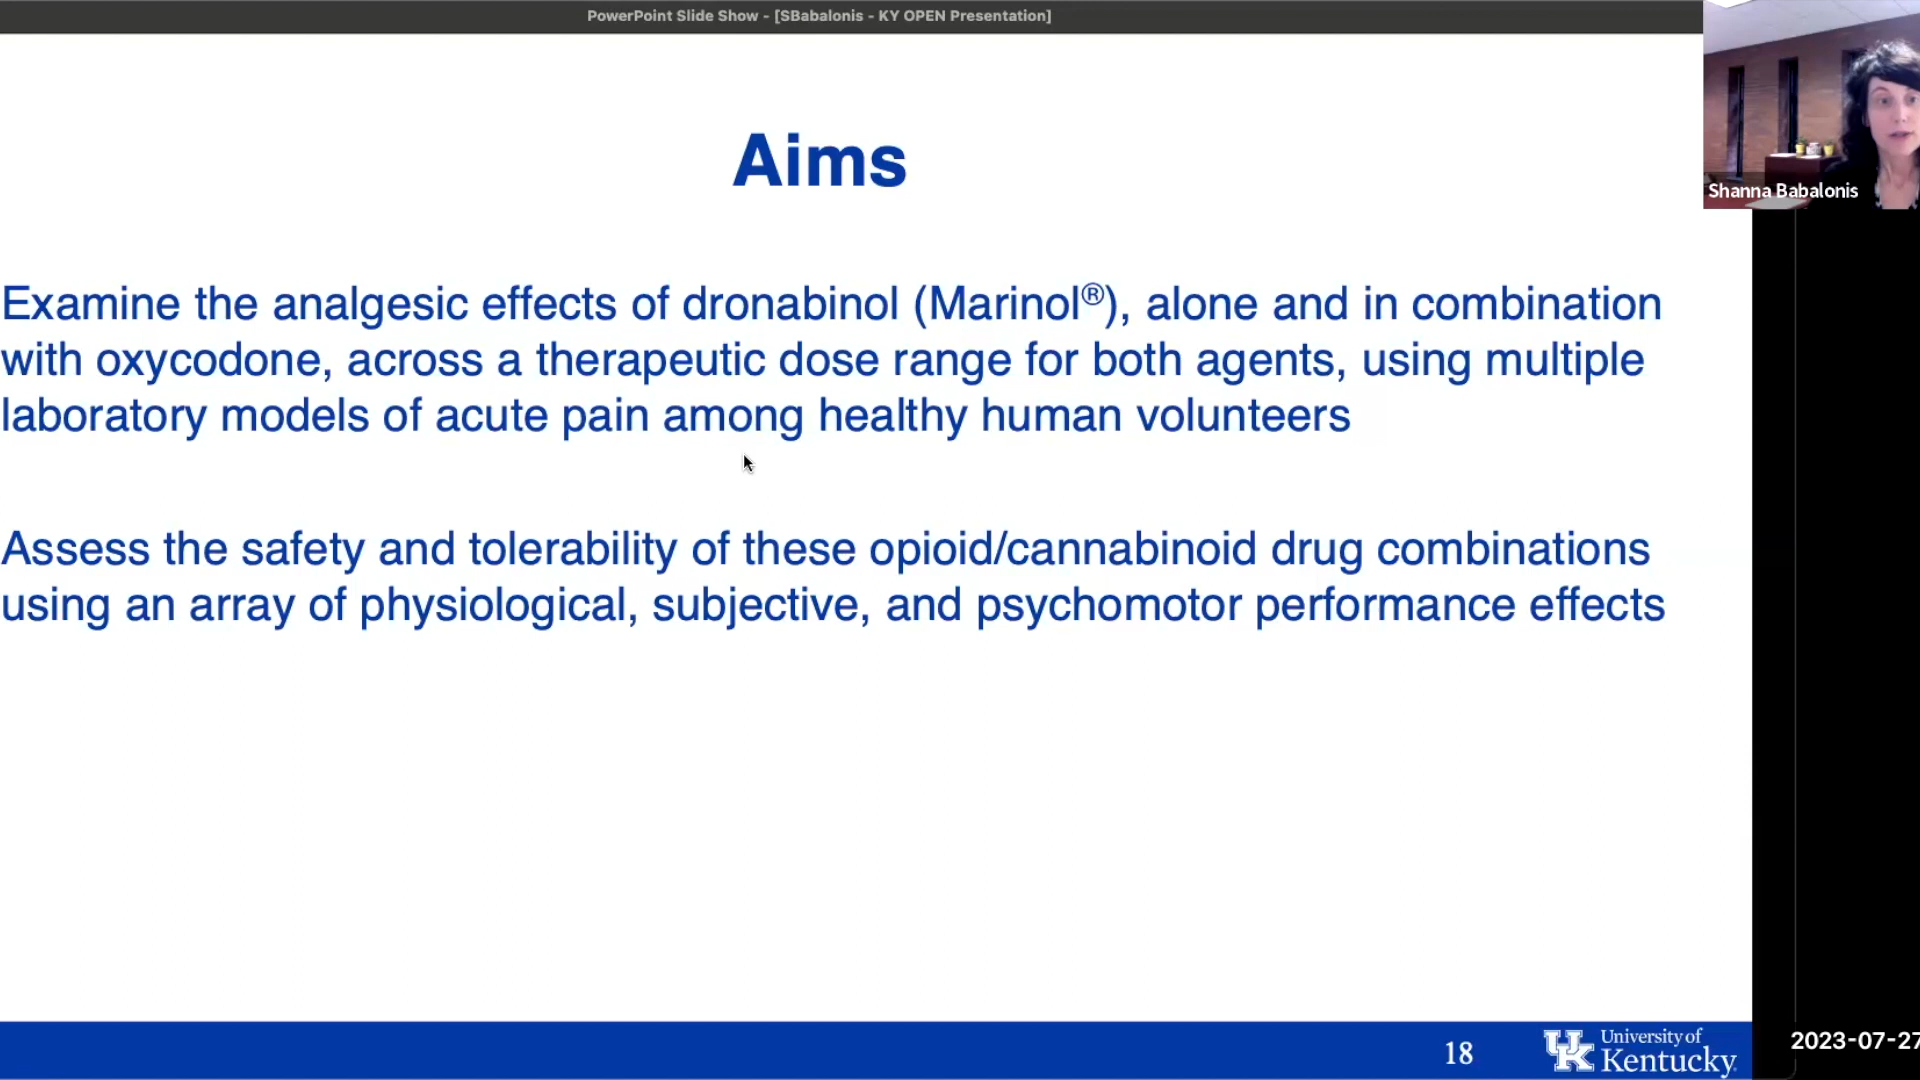 PowerPoint Slide Show - [SBabalonis - KY OPEN Presentation]
Shanna Babalonis
Aims
Examine the analgesic effects of dronabinol (Marinol®), alone and in combination
with oxycodone, across a therapeutic dose range for both agents, using multiple
laboratory models of acute pain among healthy human volunteers
Assess the safety and tolerability of these opioid/cannabinoid drug combinations
using an array of physiological, subjective, and psychomotor performance effects
18
UK
University of
Kentucky
2023-07-27